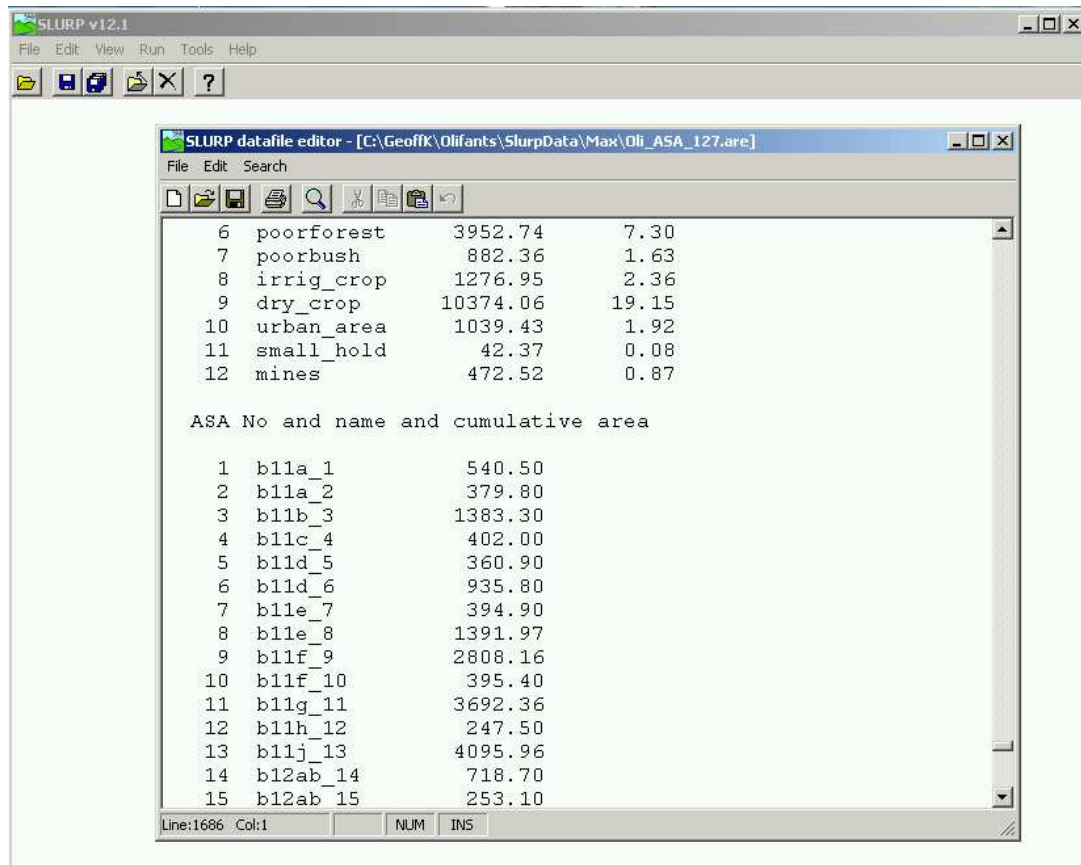 SLURP v12.1
File Edit View Run Tools Help
?
SLURP datafile editor - [C:\GeoffK\Olifants\SlurpData\Max\Oli_ASA_127.are]
File Edit Search
6 poorforest 3952.74 7.30
7 poorbush 882.36 1.63
8 irrig_crop 1276.95 2.36
9 dry_crop 10374.06 19.15
10 urban_area 1039.43 1.92
11 small_hold 42.37 0.08
12 mines 472.52 0.87
ASA No and name and cumulative area
1 b11a_1 540.50
2 b11a_2 379.80
3 b11b_3 1383.30
4 b11c_4 402.00
5 b11d_5 360.90
6 b11d_6 935.80
7 b11e_7 394.90
8 b11e_8 1391.97
9 b11f_9 2808.16
10 b11f_10 395.40
11 b11g_11 3692.36
12 b11h_12 247.50
13 b11j_13 4095.96
14 b12ab_14 718.70
15 b12ab_15 253.10
Line:1686 Col:1 NUM INS